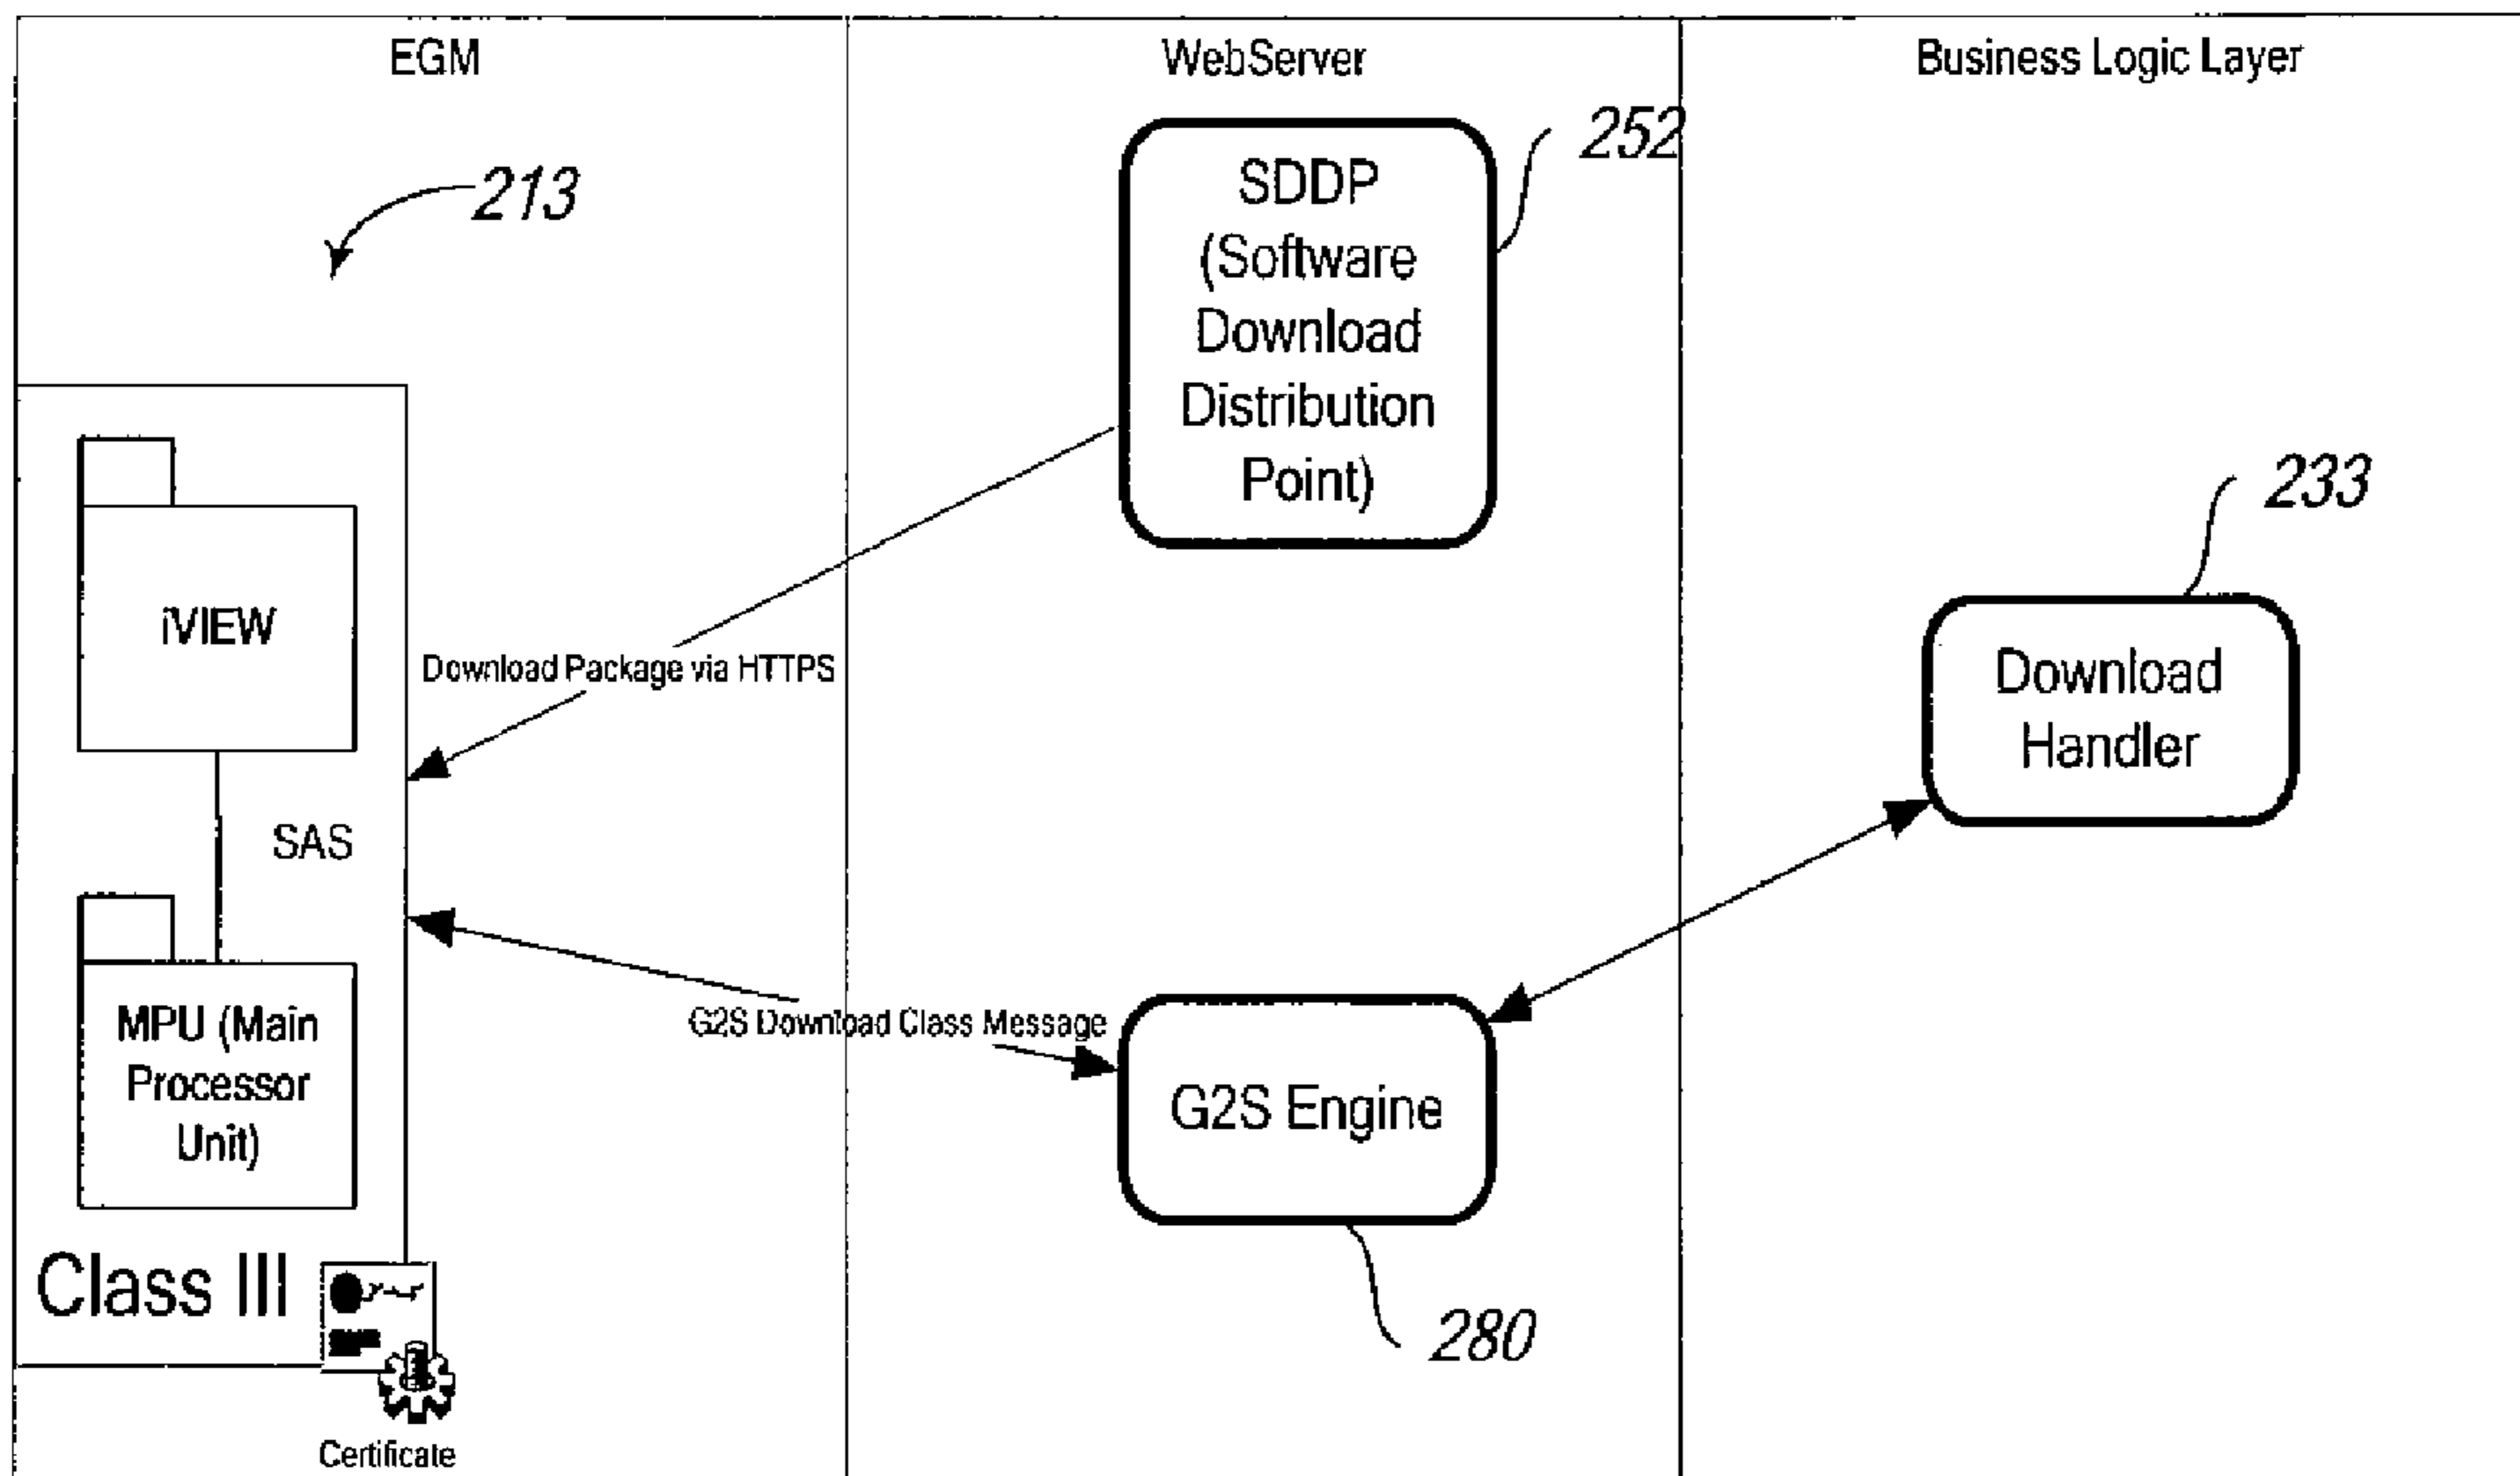 EGM
WebServer
Business Logic Layer
213
252
SDDP
(Software
Download
Distribution
Point)
233
iVIEW
Download Package via HTTPS
Download
Handler
SAS
MPU (Main
Processor
Unit)
G2S Download Class Message
G2S Engine
Class III
280
Certificate